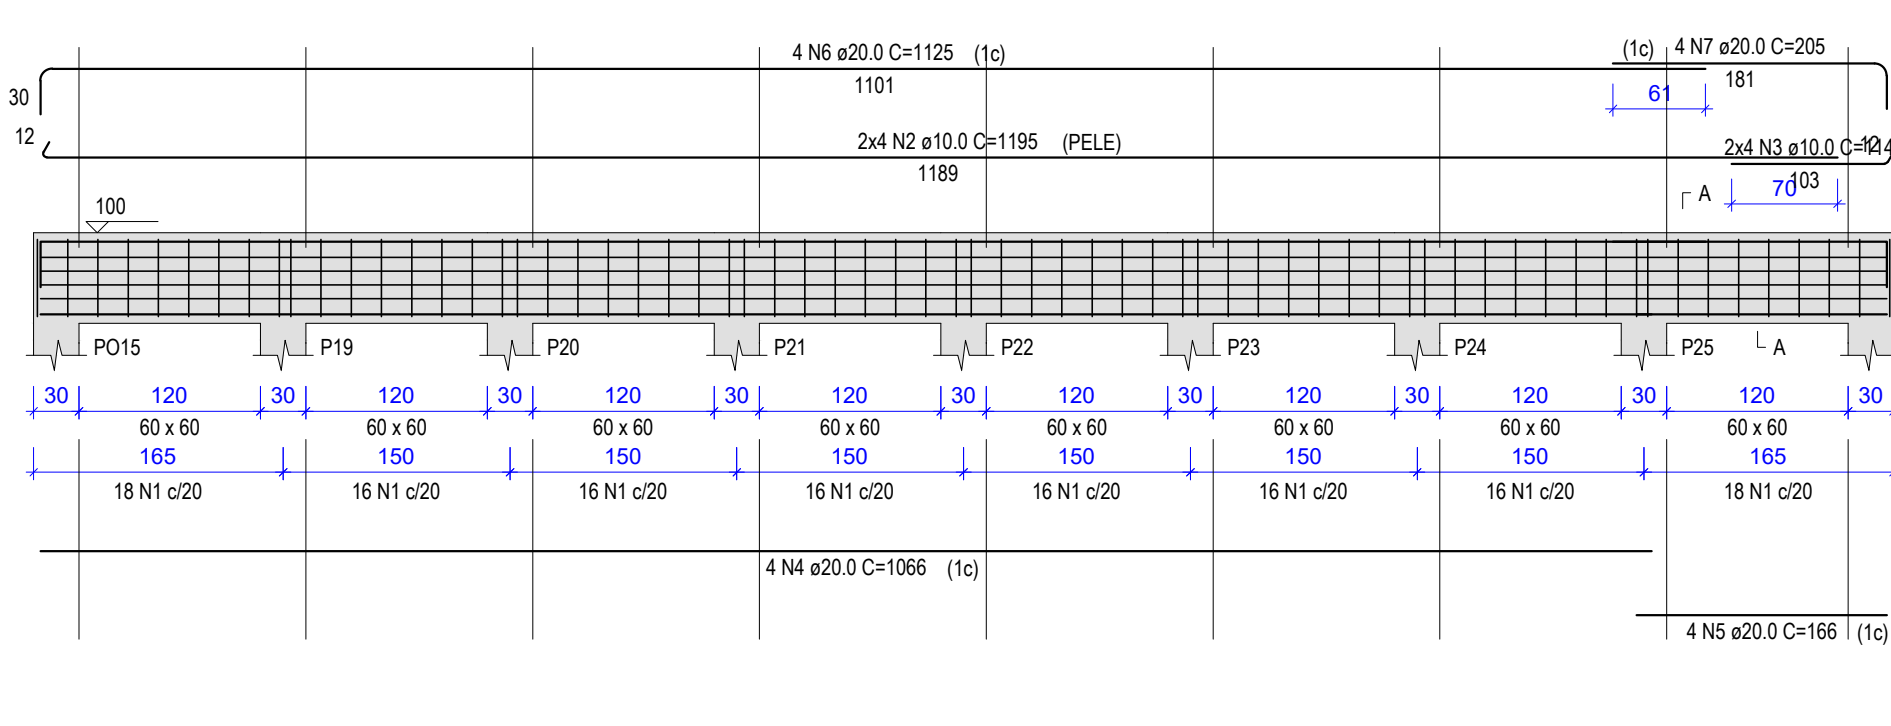 4 N6 ø20.0 C=1125 (1c)
(1c) 4 N7 ø20.0 C=205
1101
181
30
61
12
2x4 N2 ø10.0 C=1195 (PELE)
2x4 N3 ø10.0 C=114
12
1189
103
70
A
100
PO15 P19 P20 P21 P22 P23 P24 P25 A
30 120 30 120 30 120 30 120 30 120 30 120 30 120 30 120 30
60 x 60 60 x 60 60 x 60 60 x 60 60 x 60 60 x 60 60 x 60 60 x 60
165 150 150 150 150 150 150 165
18 N1 c/20 16 N1 c/20 16 N1 c/20 16 N1 c/20 16 N1 c/20 16 N1 c/20 16 N1 c/20 18 N1 c/20
4 N4 ø20.0 C=1066 (1c)
4 N5 ø20.0 C=166 (1c)